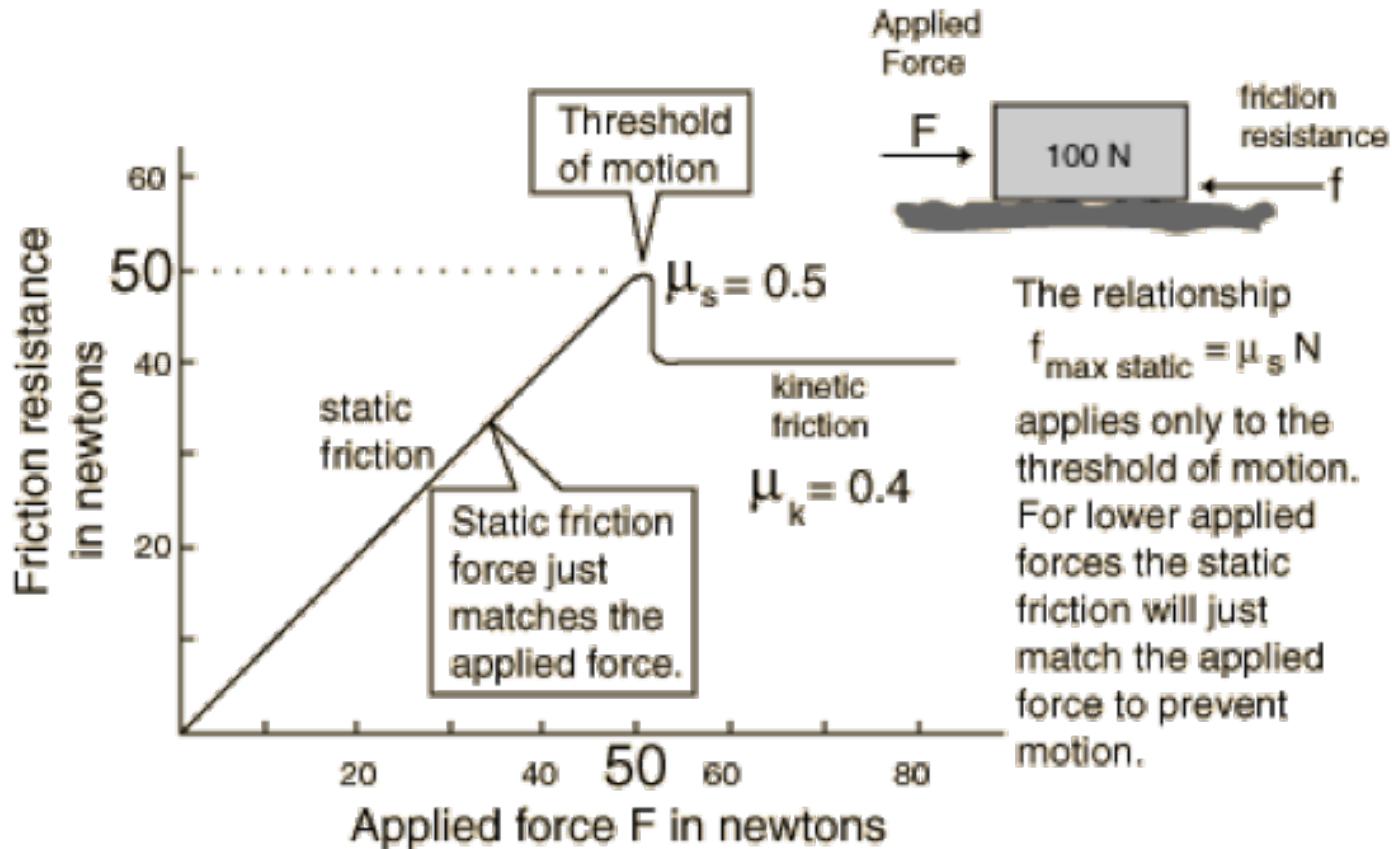 Applied
Force
F
100 N
friction
resistance
f
Threshold
of motion
Friction resistance
in newtons
60
50
40
20
μs = 0.5
static
friction
kinetic
friction
μk = 0.4
Static friction
force just
matches the
applied force.
20
40
50
60
80
Applied force F in newtons
The relationship
f max static = μs N
applies only to the
threshold of motion.
For lower applied
forces the static
friction will just
match the applied
force to prevent
motion.